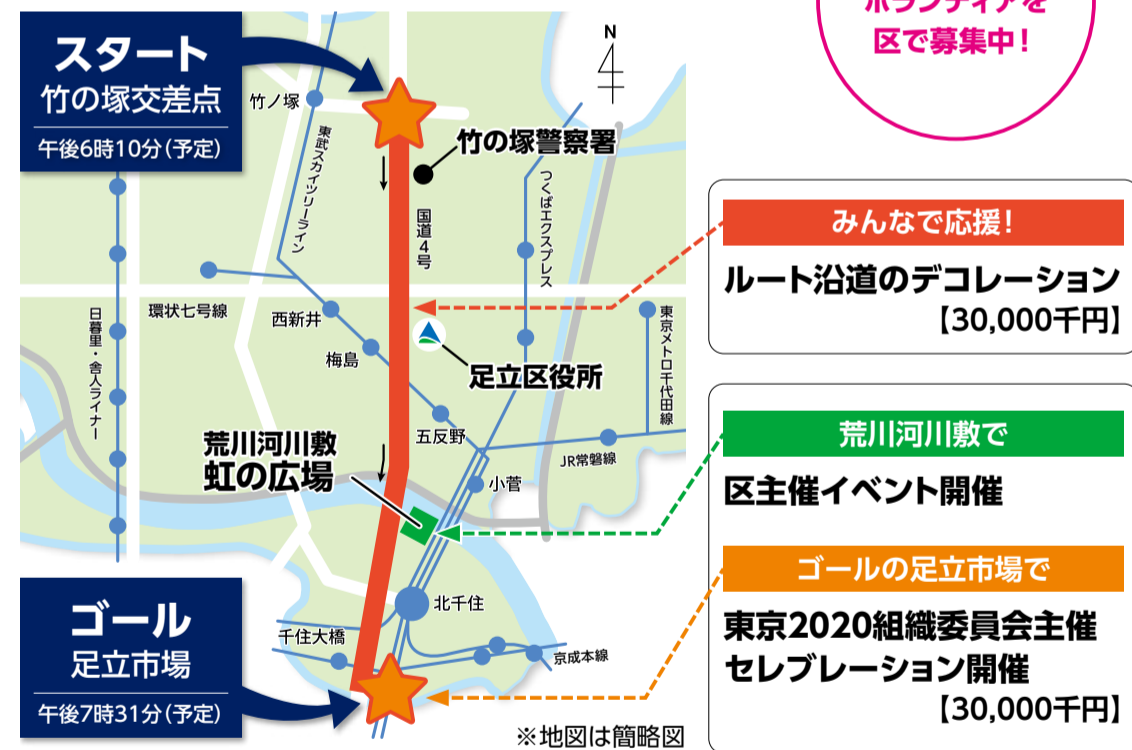 スタート
竹の塚交差点
午後6時10分(予定)
ボランティアを
区で募集中!
N
竹ノ塚
東武スカイツリーライン
竹の塚警察署
国道4号
つくばエクスプレス
日暮里・舎人ライナー
環状七号線
西新井
梅島
足立区役所
東京メトロ千代田線
五反野
荒川河川敷
虹の広場
JR常磐線
小菅
北千住
千住大橋
京成本線
ゴール
足立市場
午後7時31分(予定)
※地図は簡略図
みんなで応援!
ルート沿道のデコレーション
【30,000千円】
荒川河川敷で
区主催イベント開催
ゴールの足立市場で
東京2020組織委員会主催
セレブレーション開催
【30,000千円】